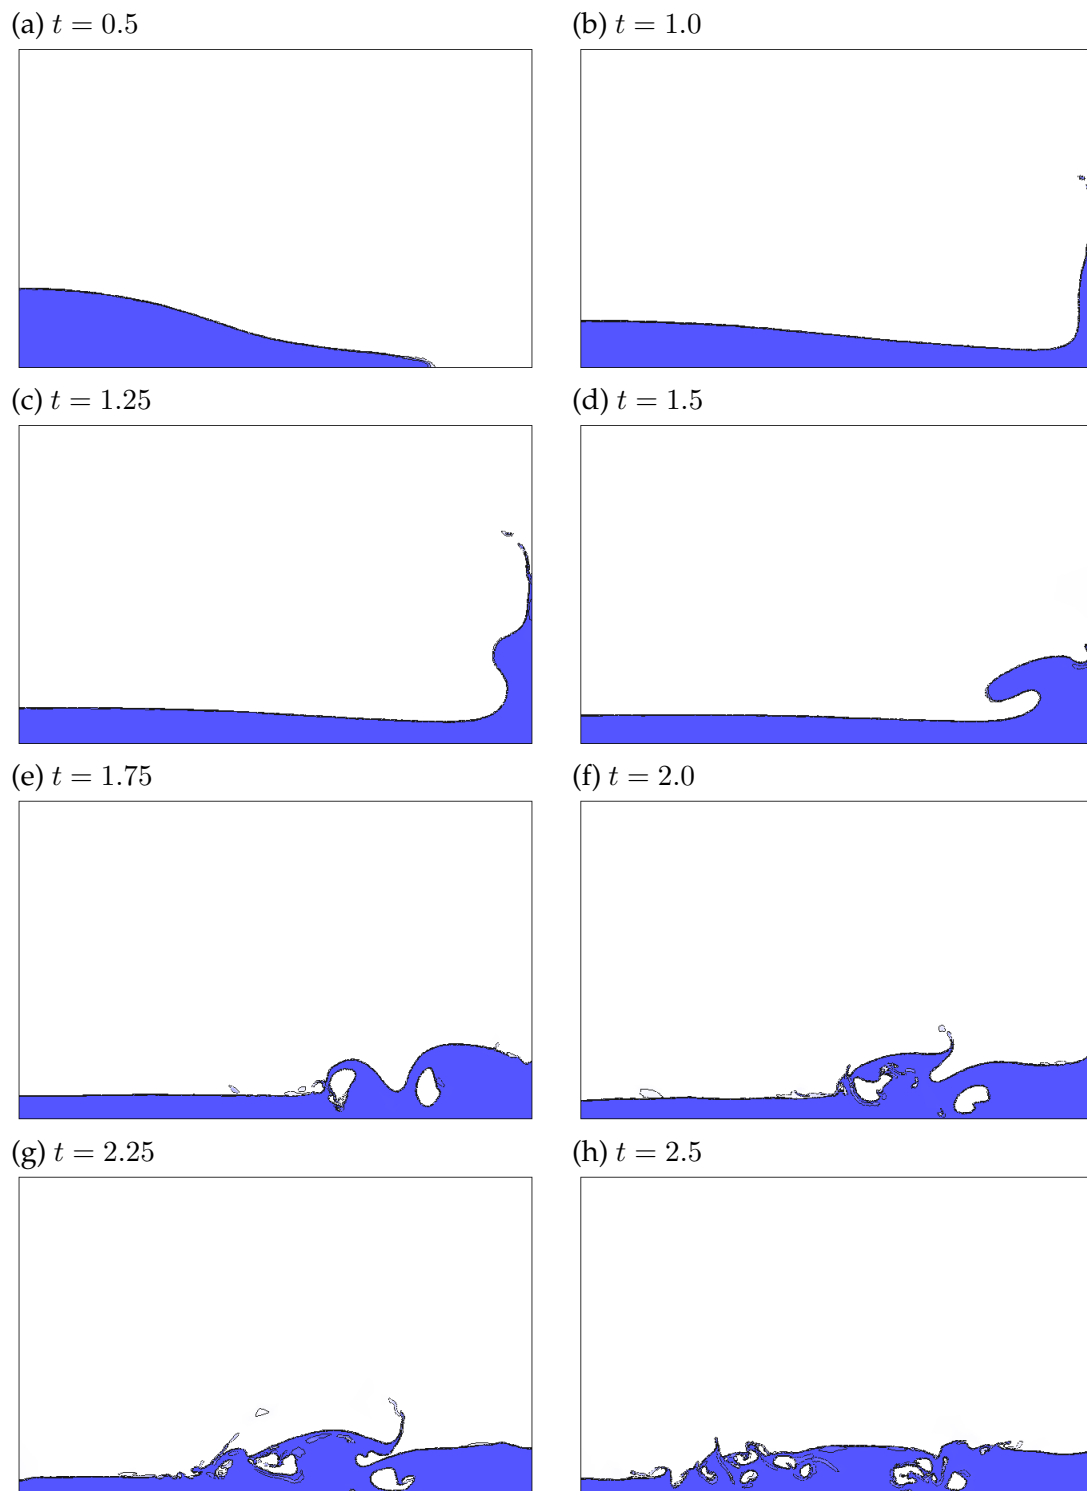 (a) t = 0.5
(b) t = 1.0
(c) t = 1.25
(d) t = 1.5
(e) t = 1.75
(f) t = 2.0
(g) t = 2.25
(h) t = 2.5